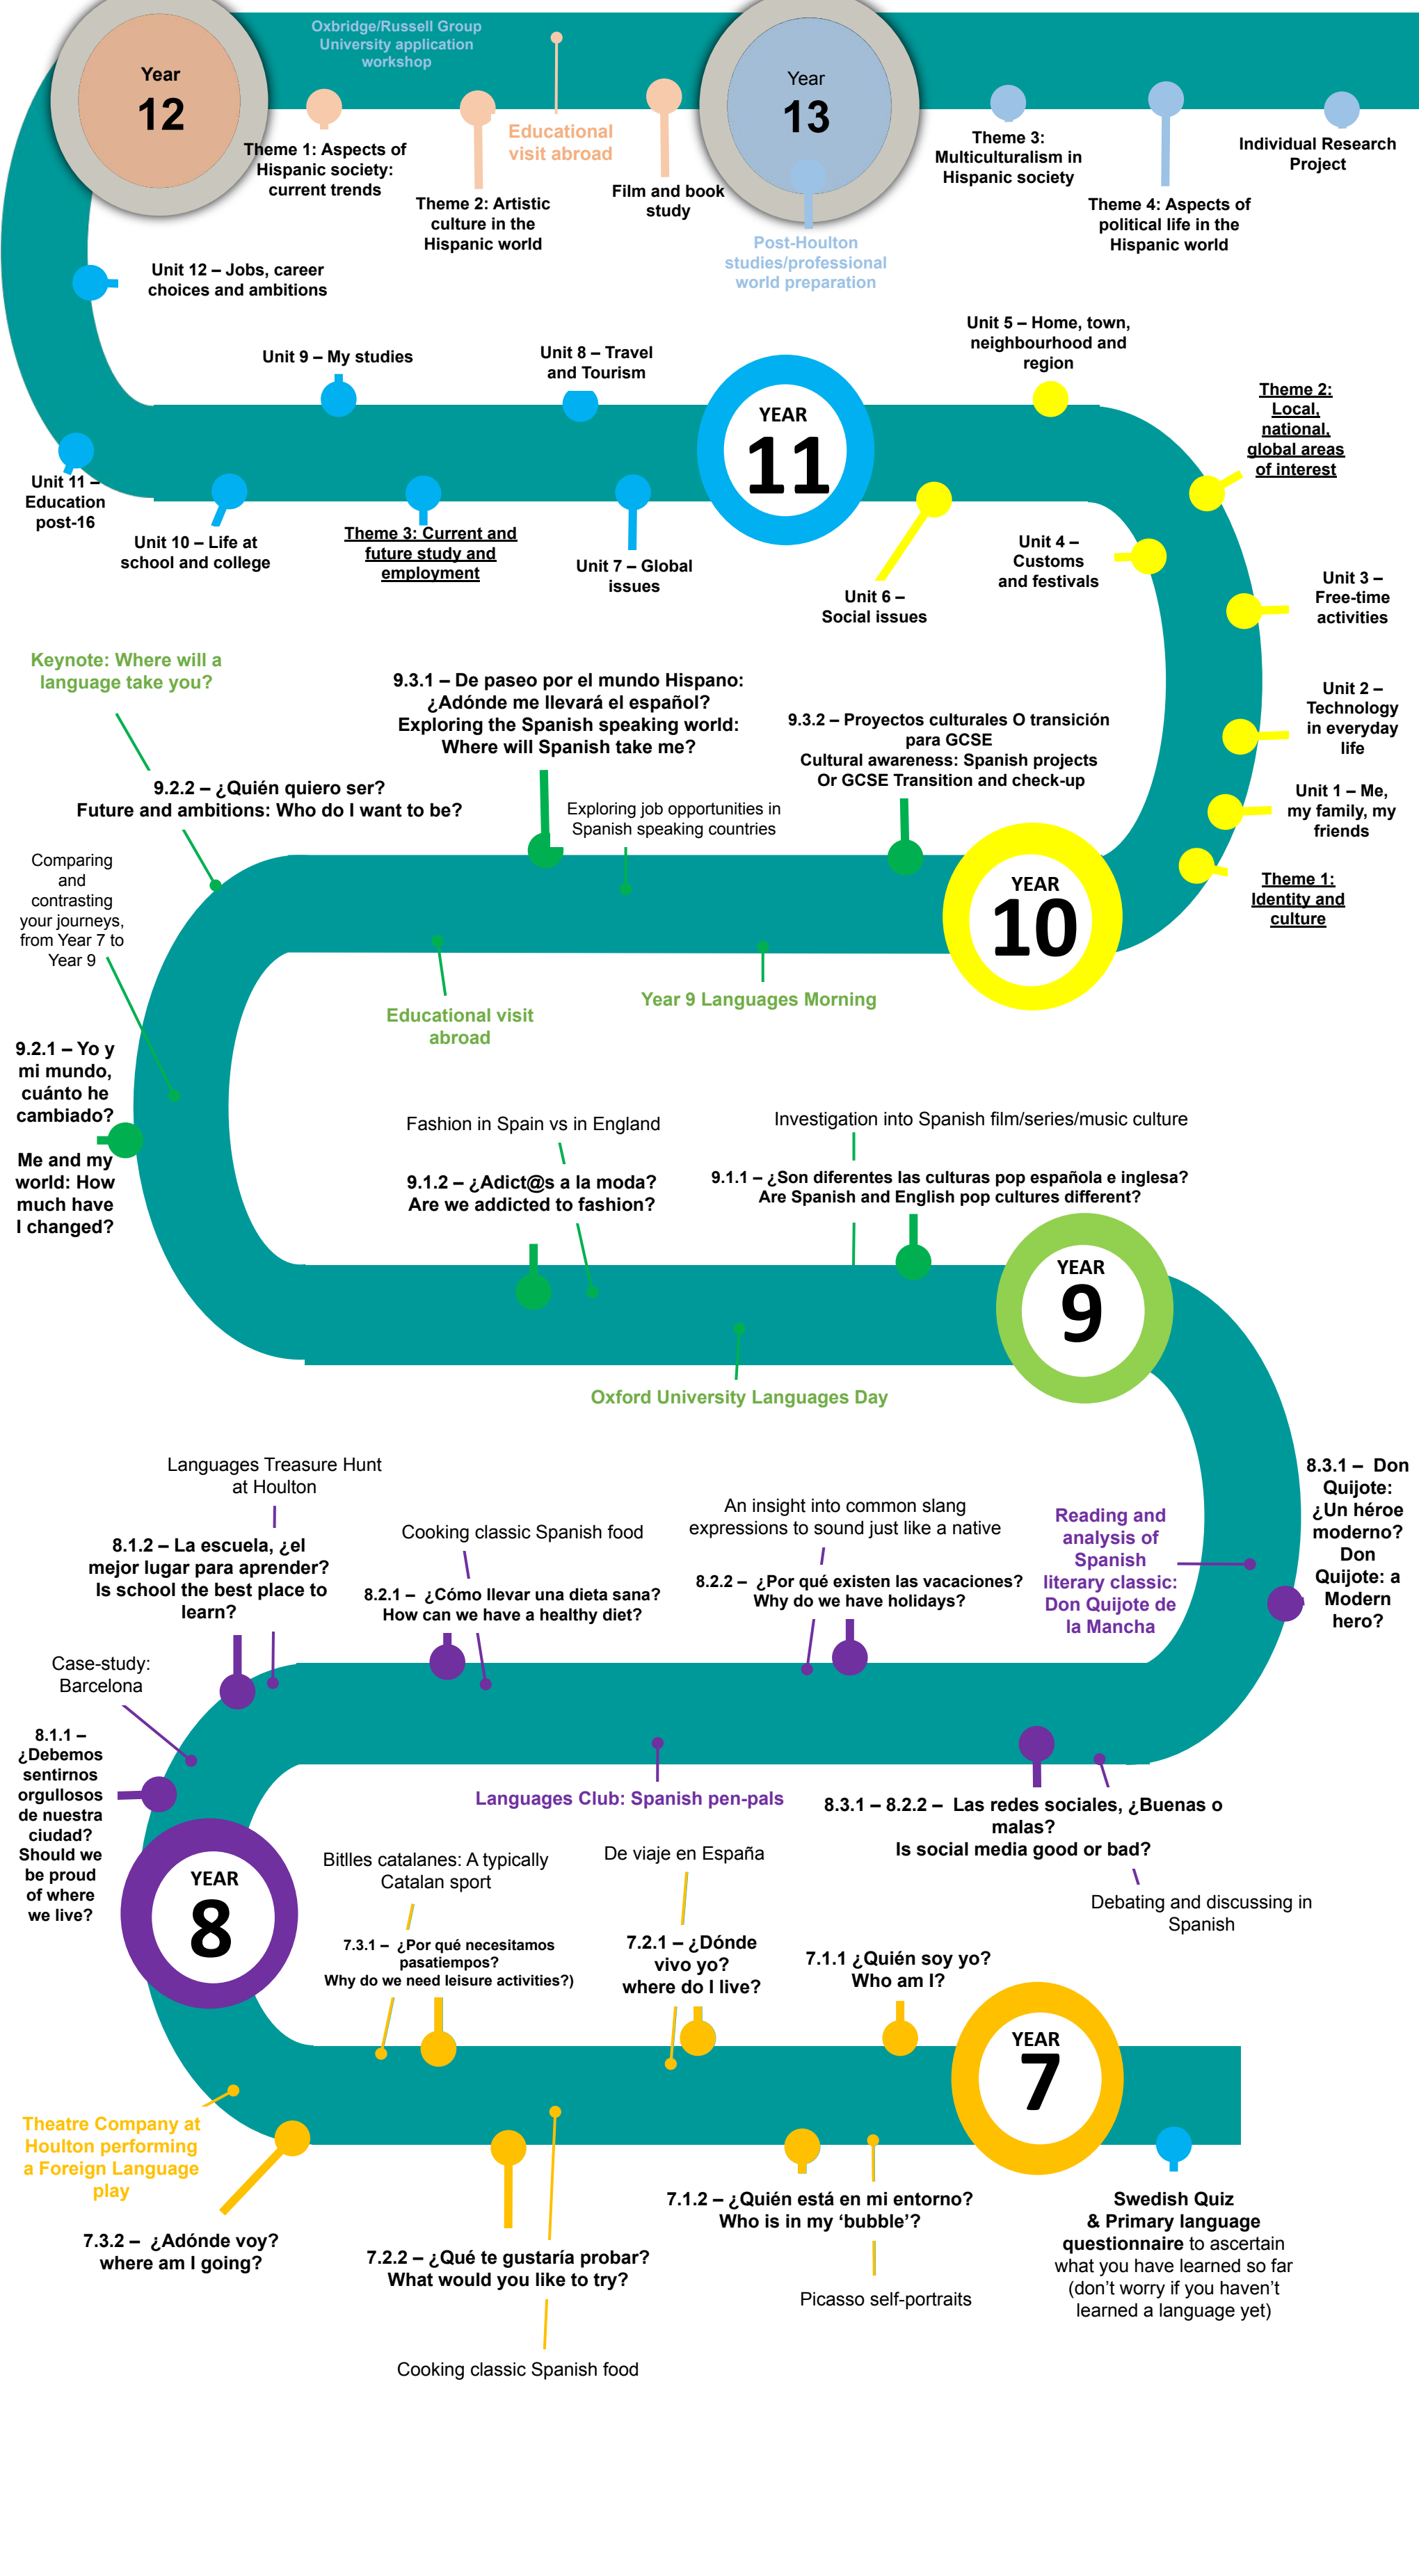 Oxbridge/Russell Group
University application
workshop
Year
12
Year
13
Theme 1: Aspects of
Hispanic society:
current trends
Theme 2: Artistic
culture in the
Hispanic world
Educational
visit abroad
Film and book
study
Post-Houlton
studies/professional
world preparation
Theme 3:
Multiculturalism in
Hispanic society
Theme 4: Aspects of
political life in the
Hispanic world
Individual Research
Project
Unit 12 – Jobs, career
choices and ambitions
Unit 9 – My studies
Unit 8 – Travel
and Tourism
Unit 5 – Home, town,
neighbourhood and
region
Theme 2:
Local,
national,
global areas
of interest
YEAR
11
Unit 11 –
Education
post-16
Unit 10 – Life at
school and college
Theme 3: Current and
future study and
employment
Unit 7 – Global
issues
Unit 6 –
Social issues
Unit 4 –
Customs
and festivals
Unit 3 –
Free-time
activities
Unit 2 –
Technology
in everyday
life
Unit 1 – Me,
my family, my
friends
Theme 1:
Identity and
culture
Keynote: Where will a
language take you?
9.3.1 – De paseo por el mundo Hispano:
¿Adónde me llevará el español?
Exploring the Spanish speaking world:
Where will Spanish take me?
9.3.2 – Proyectos culturales O transición
para GCSE
Cultural awareness: Spanish projects
Or GCSE Transition and check-up
9.2.2 – ¿Quién quiero ser?
Future and ambitions: Who do I want to be?
Exploring job opportunities in
Spanish speaking countries
Comparing
and
contrasting
your journeys,
from Year 7 to
Year 9
YEAR
10
Educational visit
abroad
Year 9 Languages Morning
9.2.1 – Yo y
mi mundo,
cuánto he
cambiado?
Me and my
world: How
much have
I changed?
Fashion in Spain vs in England
9.1.2 – ¿Adict@s a la moda?
Are we addicted to fashion?
Investigation into Spanish film/series/music culture
9.1.1 – ¿Son diferentes las culturas pop española e inglesa?
Are Spanish and English pop cultures different?
YEAR
9
Oxford University Languages Day
Languages Treasure Hunt
at Houlton
8.1.2 – La escuela, ¿el
mejor lugar para aprender?
Is school the best place to
learn?
Cooking classic Spanish food
8.2.1 – ¿Cómo llevar una dieta sana?
How can we have a healthy diet?
An insight into common slang
expressions to sound just like a native
8.2.2 – ¿Por qué existen las vacaciones?
Why do we have holidays?
Reading and
analysis of
Spanish
literary classic:
Don Quijote de
la Mancha
8.3.1 – Don
Quijote:
¿Un héroe
moderno?
Don
Quijote: a
Modern
hero?
Case-study:
Barcelona
8.1.1 –
¿Debemos
sentirnos
orgullosos
de nuestra
ciudad?
Should we
be proud
of where
we live?
Languages Club: Spanish pen-pals
8.3.1 – 8.2.2 – Las redes sociales, ¿Buenas o
malas?
Is social media good or bad?
Debating and discussing in
Spanish
YEAR
8
Bitlles catalanes: A typically
Catalan sport
7.3.1 – ¿Por qué necesitamos
pasatiempos?
Why do we need leisure activities?)
De viaje en España
7.2.1 – ¿Dónde
vivo yo?
where do I live?
7.1.1 ¿Quién soy yo?
Who am I?
YEAR
7
Theatre Company at
Houlton performing
a Foreign Language
play
7.3.2 – ¿Adónde voy?
where am I going?
7.2.2 – ¿Qué te gustaría probar?
What would you like to try?
Cooking classic Spanish food
7.1.2 – ¿Quién está en mi entorno?
Who is in my ‘bubble’?
Picasso self-portraits
Swedish Quiz
& Primary language
questionnaire to ascertain
what you have learned so far
(don’t worry if you haven’t
learned a language yet)